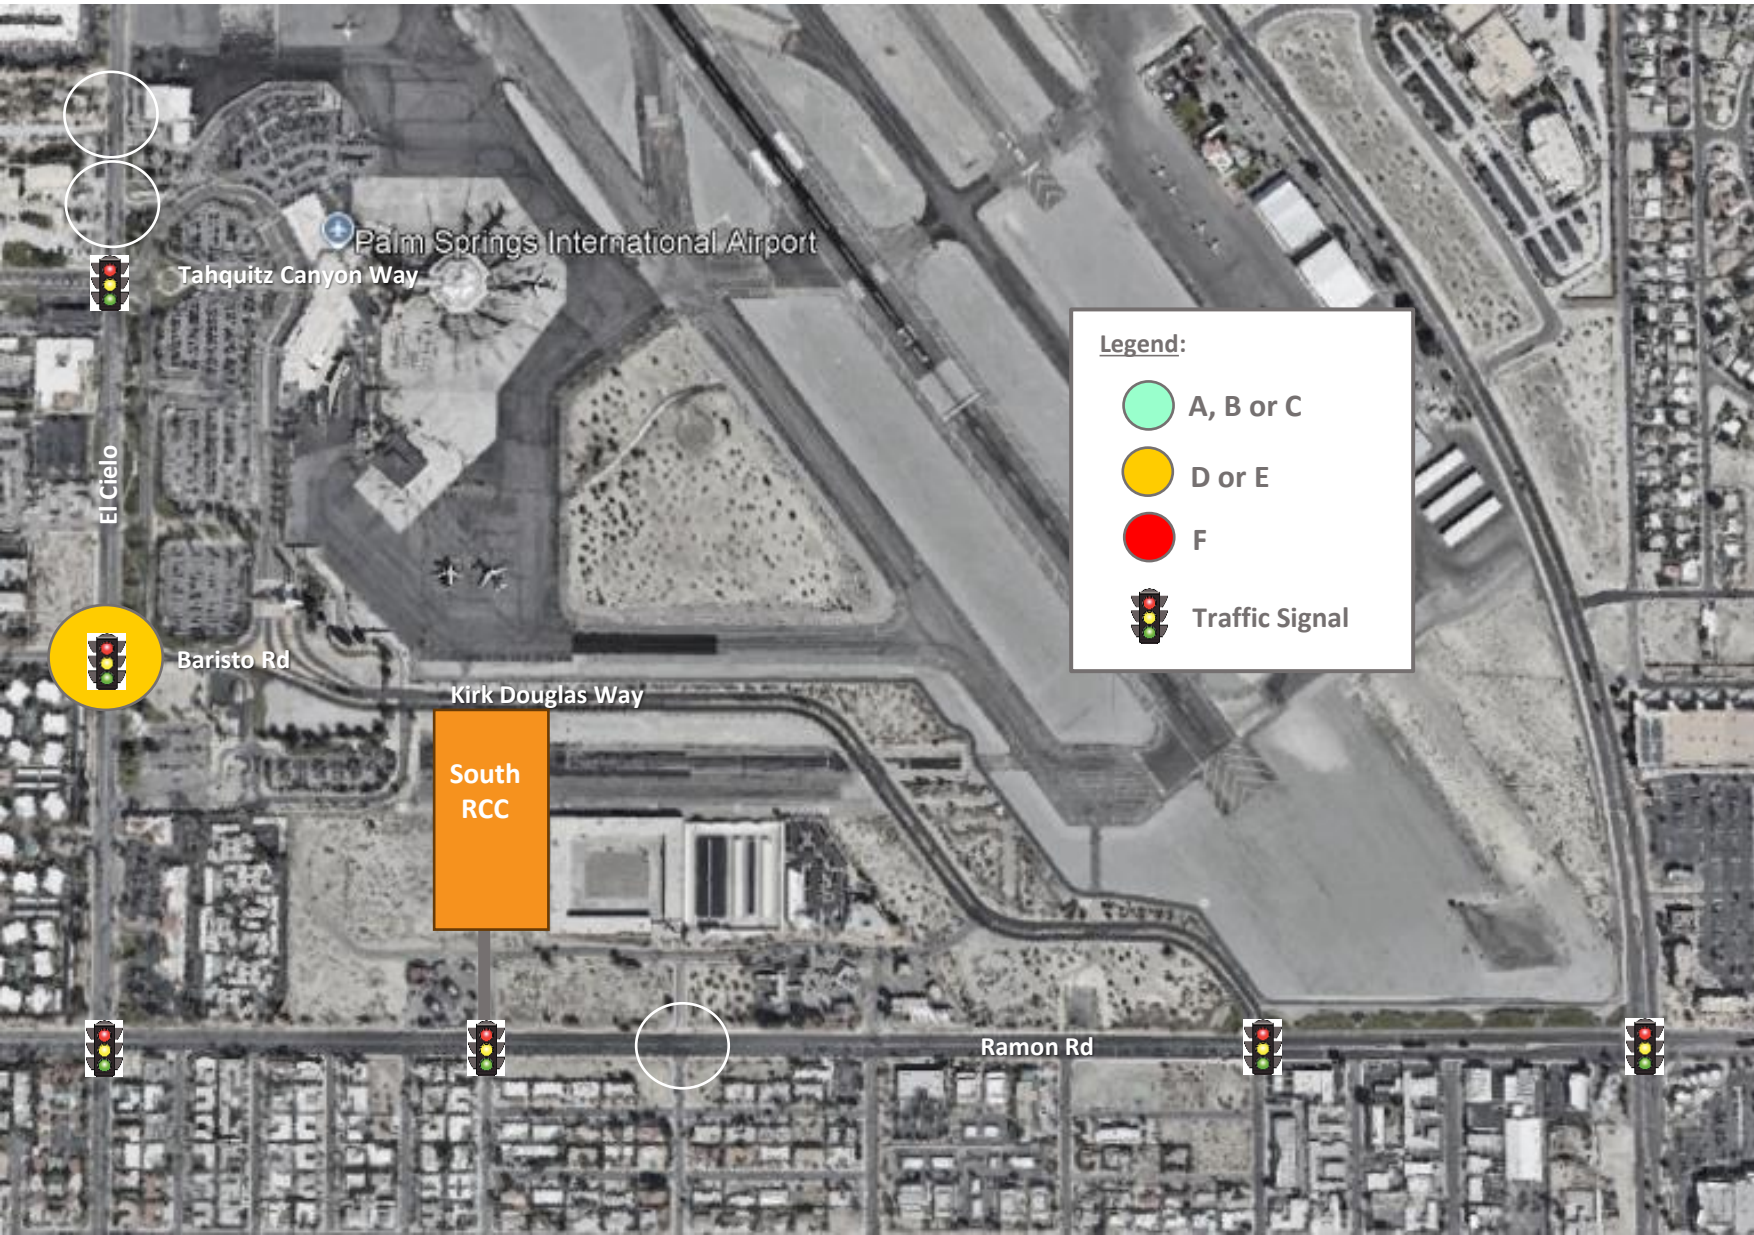 Palm Springs International Airport
Tahquitz Canyon Way
Legend:
A, B or C
D or E
F
Traffic Signal
El Cielo
Baristo Rd
Kirk Douglas Way
South
RCC
Ramon Rd